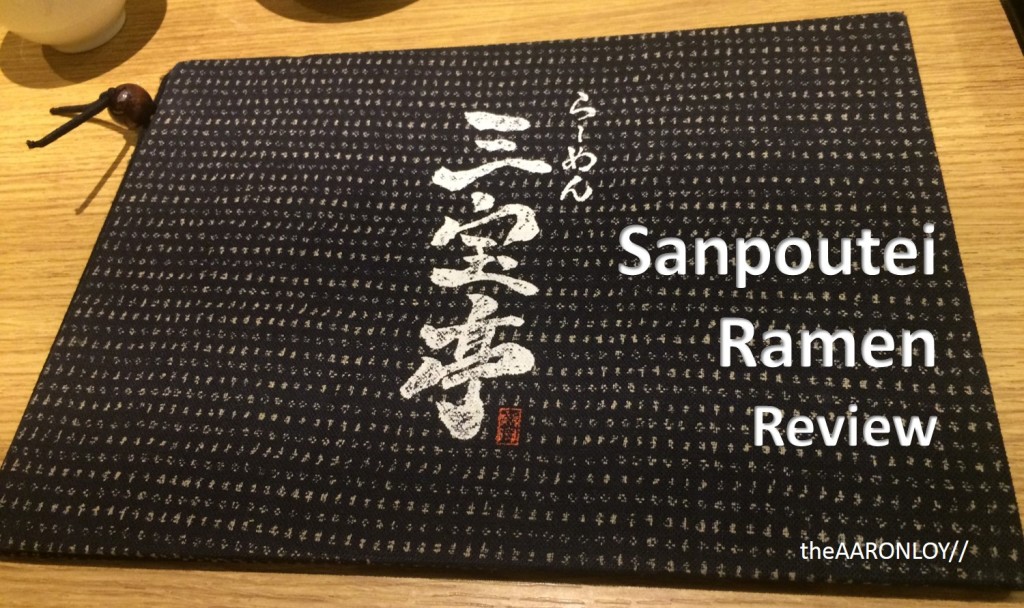 らーめん
三宝亭
Sanpoutei
Ramen
Review
theAARONLOY//